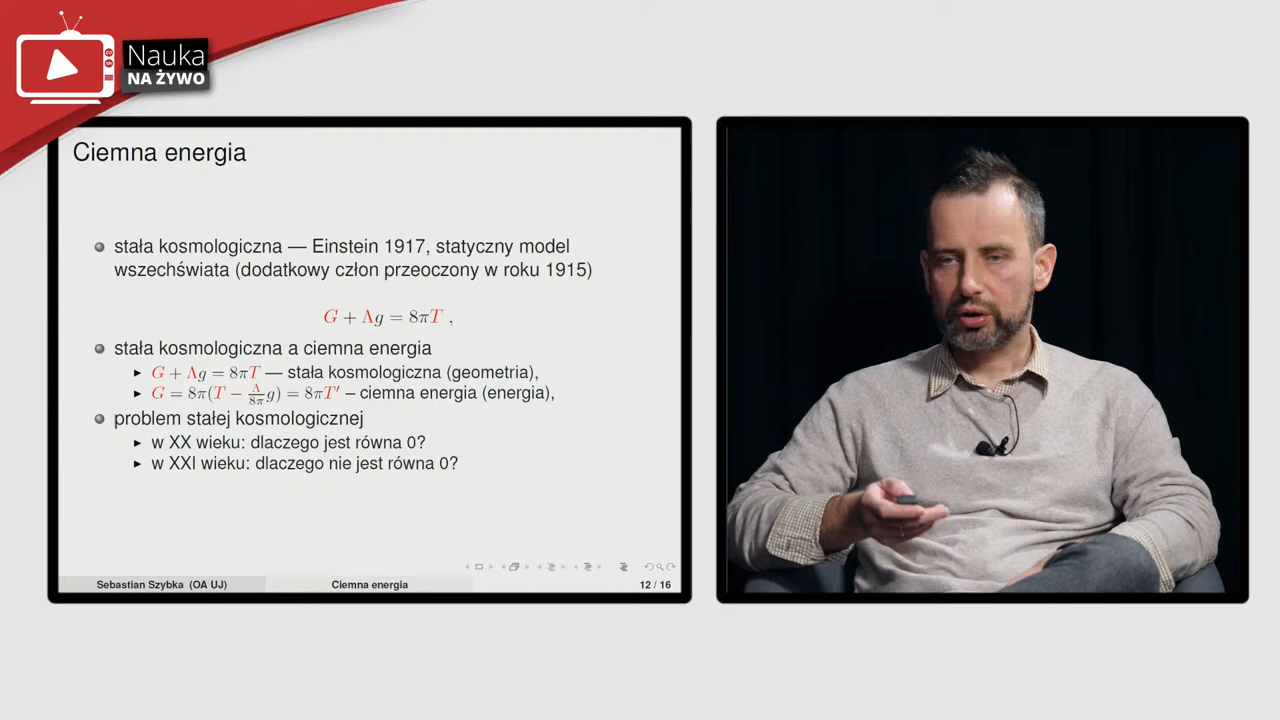 Nauka
NA ŻYWO
Ciemna energia
stała kosmologiczna — Einstein 1917, statyczny model
wszechświata (dodatkowy człon przeoczony w roku 1915)
G + Λg = 8πT ,
stała kosmologiczna a ciemna energia
G + Λg = 8πT — stała kosmologiczna (geometria),
G = 8π(T − Λ/8π g) = 8πT′ – ciemna energia (energia),
problem stałej kosmologicznej
w XX wieku: dlaczego jest równa 0?
w XXI wieku: dlaczego nie jest równa 0?
Sebastian Szybka (OA UJ) Ciemna energia 12 / 16